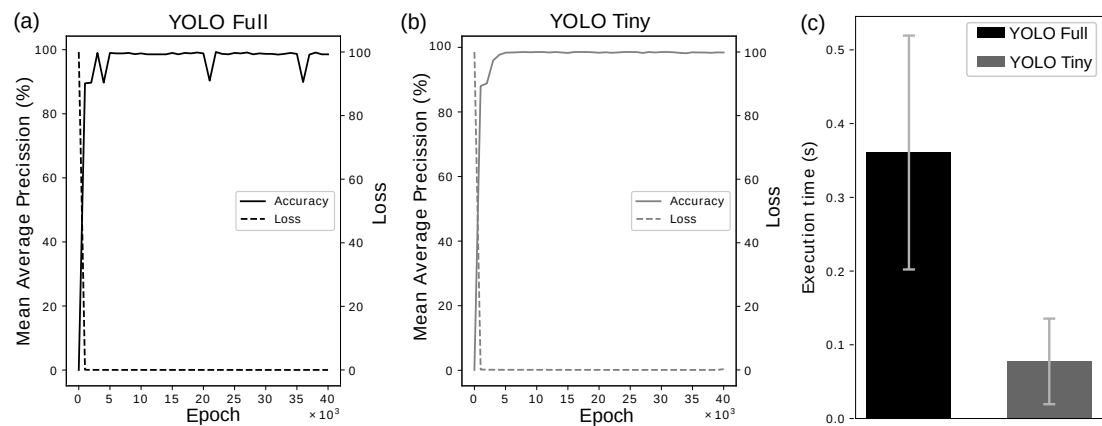 (a)
YOLO Full
Mean Average Precission (%)
100
80
60
40
20
0
100
80
60
40
20
0
Loss
Accuracy
Loss
0 5 10 15 20 25 30 35 40
Epoch
× 10³
(b)
YOLO Tiny
Mean Average Precission (%)
100
80
60
40
20
0
100
80
60
40
20
0
Loss
Accuracy
Loss
0 5 10 15 20 25 30 35 40
Epoch
× 10³
(c)
YOLO Full
YOLO Tiny
Execution time (s)
0.5
0.4
0.3
0.2
0.1
0.0